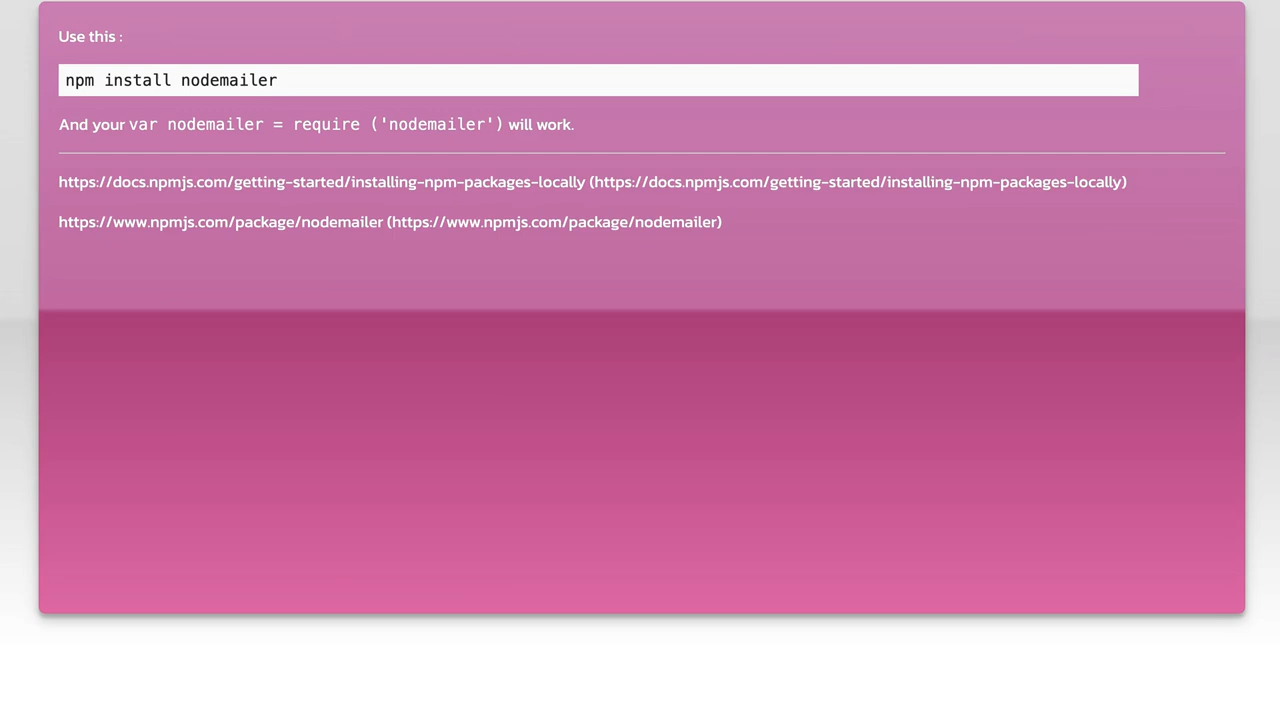 Use this :
npm install nodemailer
And your var nodemailer = require ('nodemailer') will work.
https://docs.npmjs.com/getting-started/installing-npm-packages-locally (https://docs.npmjs.com/getting-started/installing-npm-packages-locally)
https://www.npmjs.com/package/nodemailer (https://www.npmjs.com/package/nodemailer)